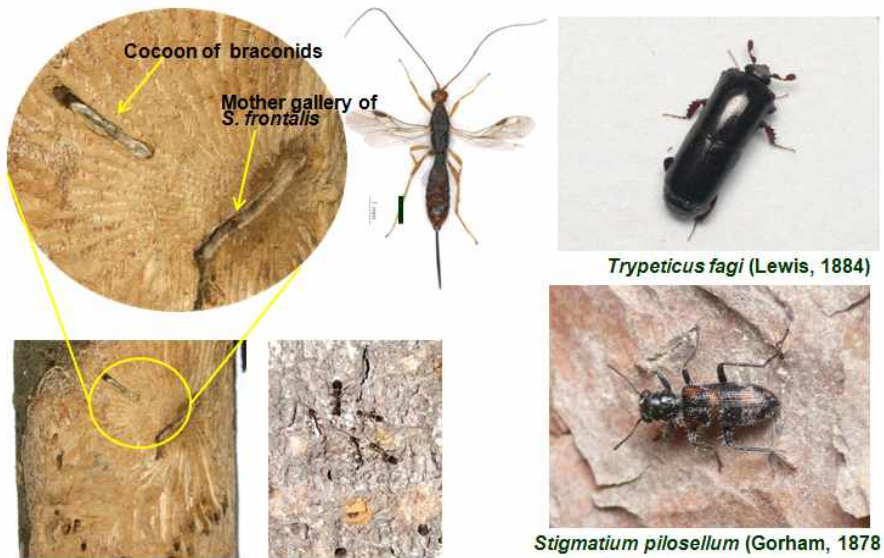 Cocoon of braconids
Mother gallery of
S. frontalis
Trypeticus fagi (Lewis, 1884)
Stigmatium pilosellum (Gorham, 1878